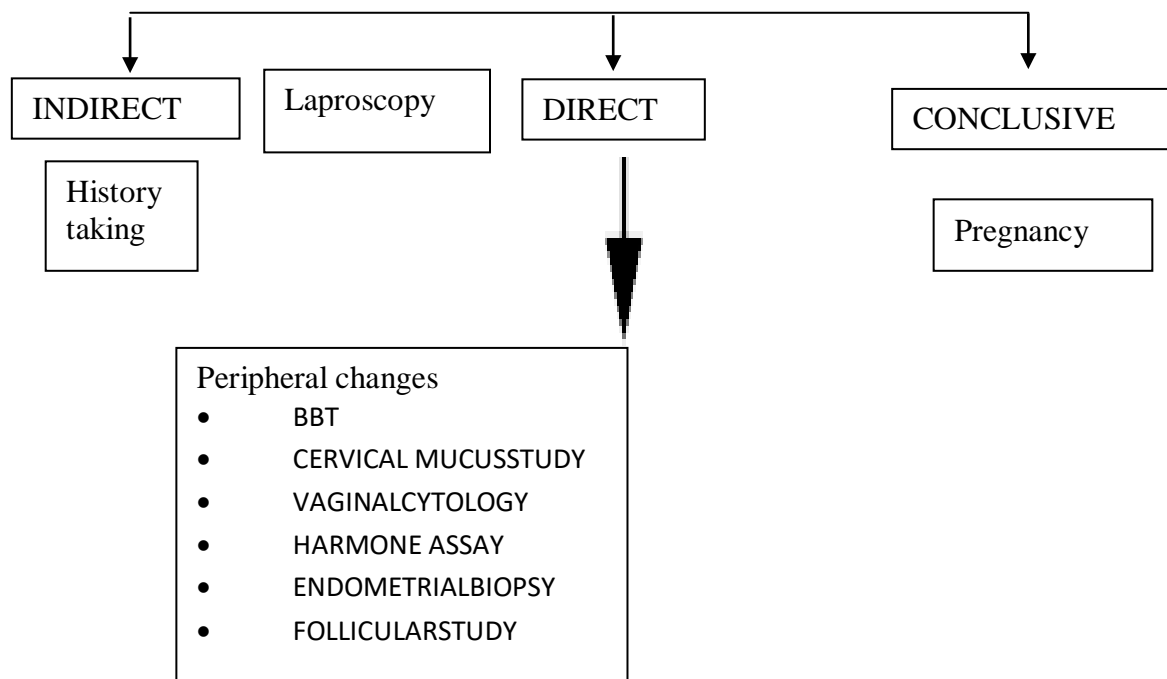 INDIRECT
Laproscopy
DIRECT
CONCLUSIVE
History
taking
Pregnancy
Peripheral changes
• BBT
• CERVICAL MUCUSSTUDY
• VAGINALCYTOLOGY
• HARMONE ASSAY
• ENDOMETRIALBIOPSY
• FOLLICULARSTUDY